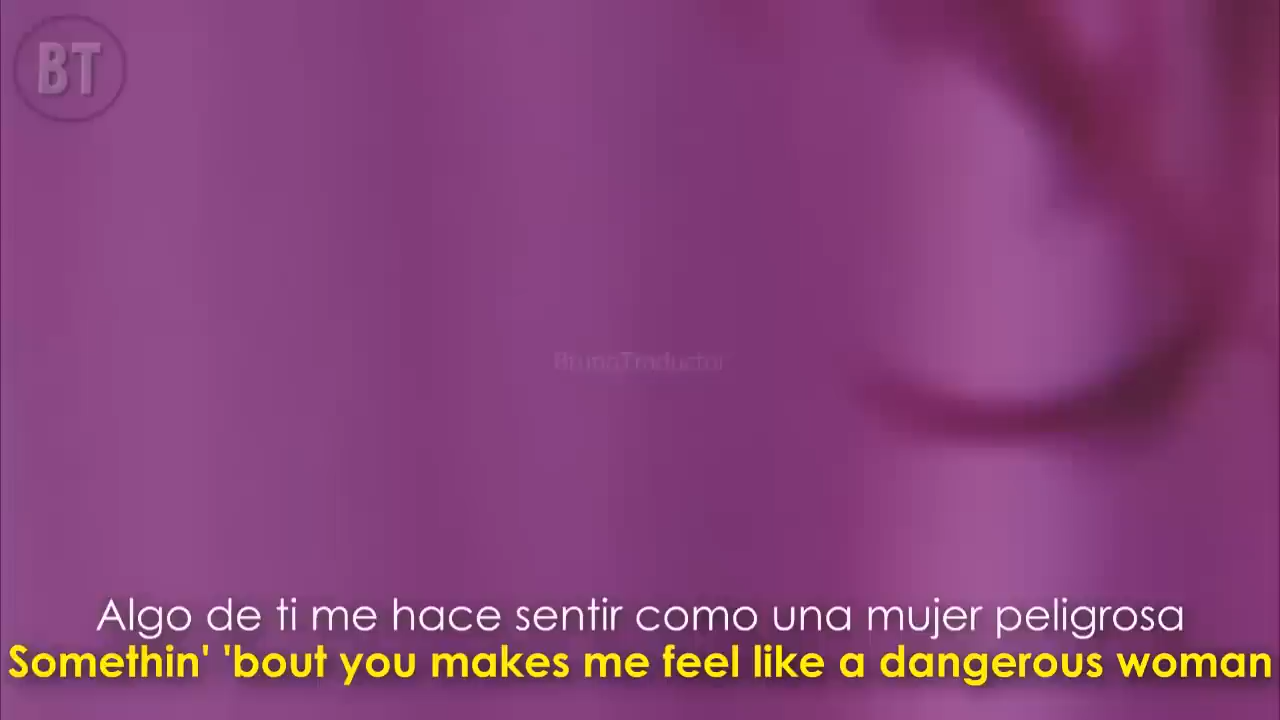 BT
BrunoTraductor
Algo de ti me hace sentir como una mujer peligrosa
Somethin' 'bout you makes me feel like a dangerous woman